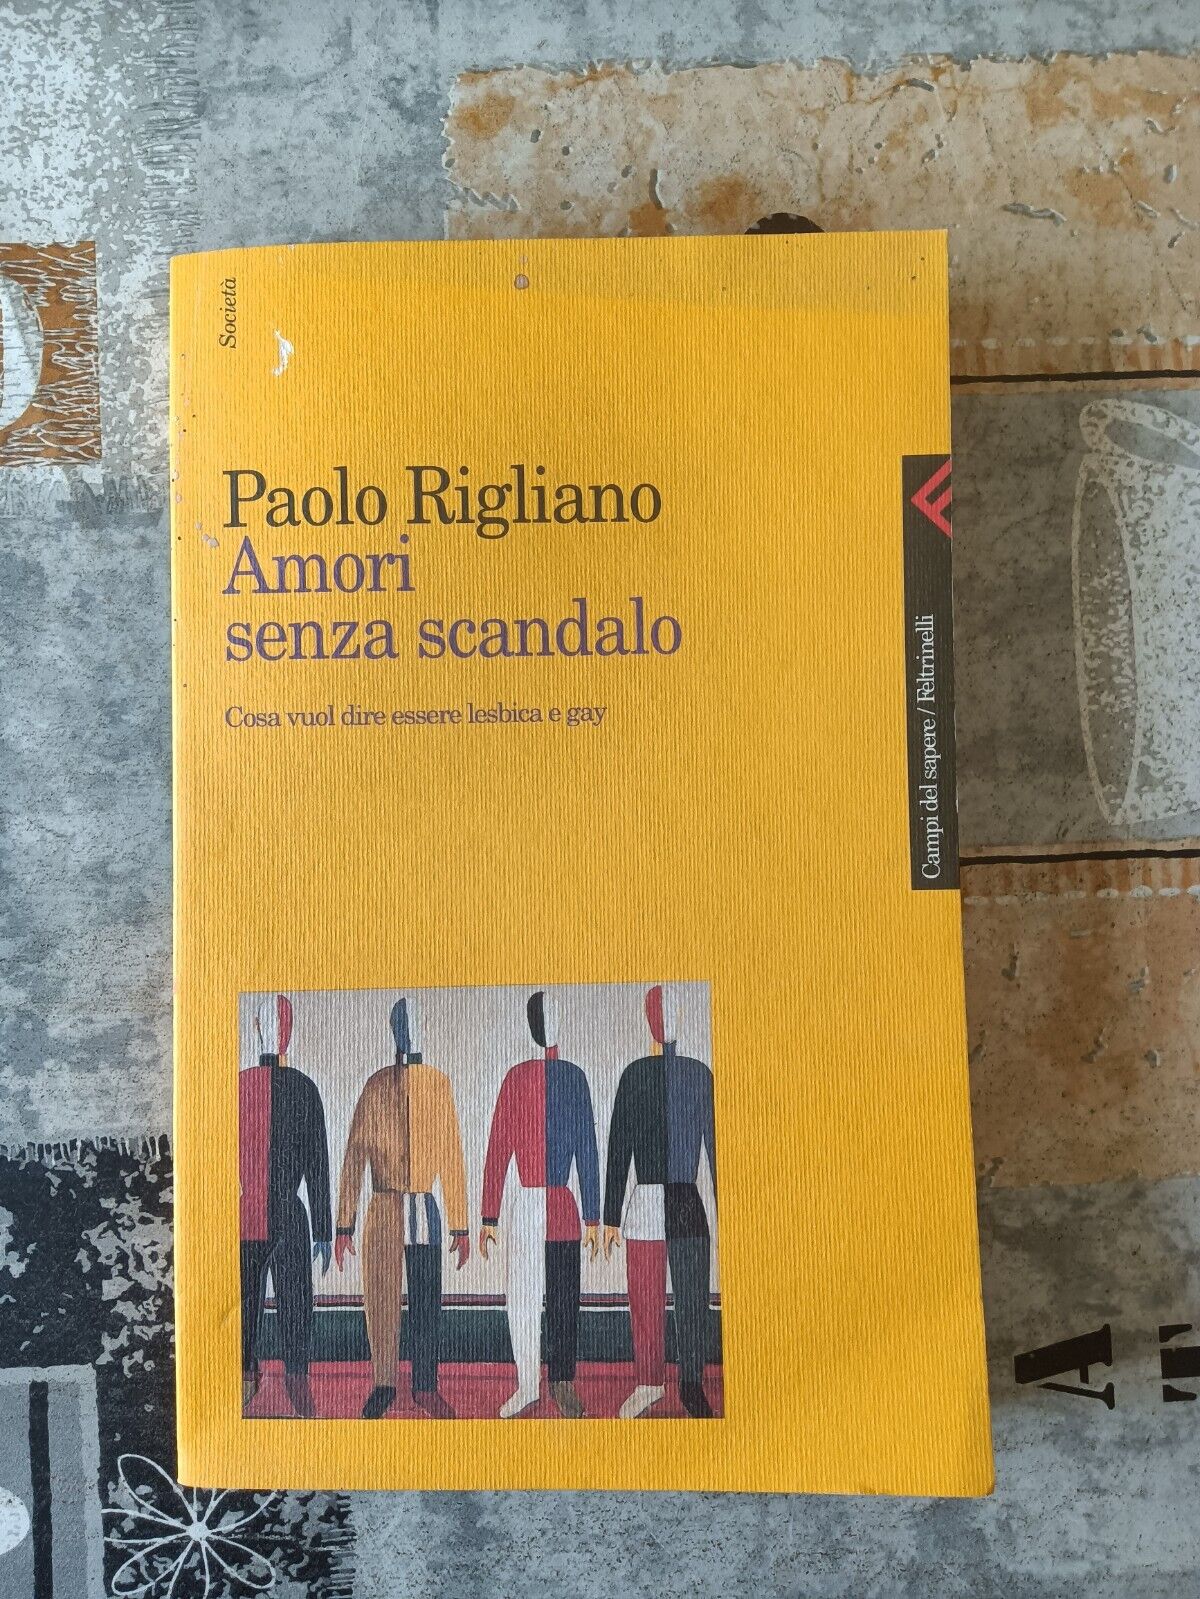 Società
Paolo Rigliano
Amori
senza scandalo
Cosa vuol dire essere lesbica e gay
Campi del sapere / Feltrinelli
A